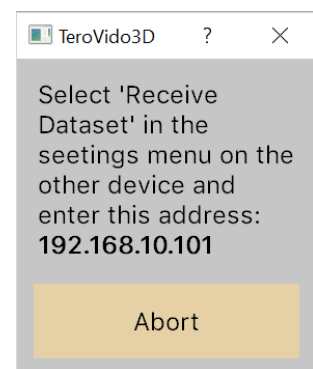 TeroVido3D ?
Select 'Receive
Dataset' in the
seetings menu on the
other device and
enter this address:
192.168.10.101
Abort